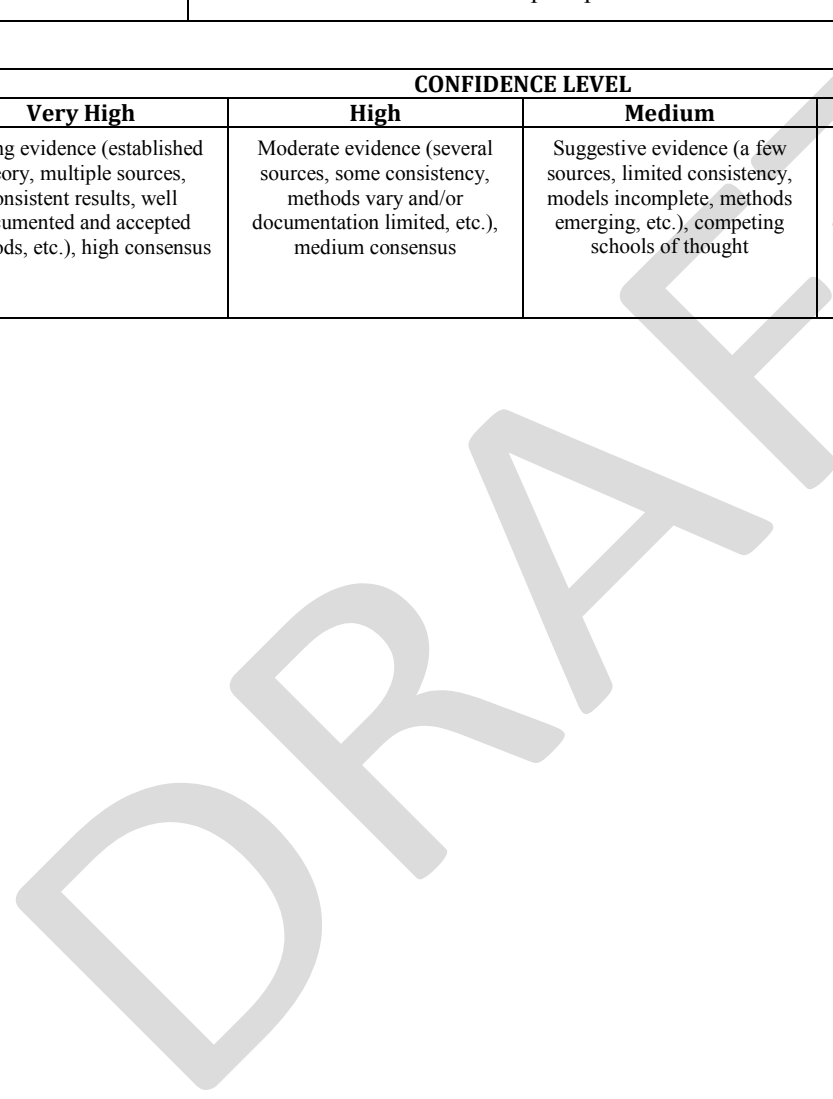 CONFIDENCE LEVEL
Very High
High
Medium
ng evidence (established
ory, multiple sources,
onsistent results, well
umented and accepted
ods, etc.), high consensus
Moderate evidence (several
sources, some consistency,
methods vary and/or
documentation limited, etc.),
medium consensus
Suggestive evidence (a few
sources, limited consistency,
models incomplete, methods
emerging, etc.), competing
schools of thought
DRAF